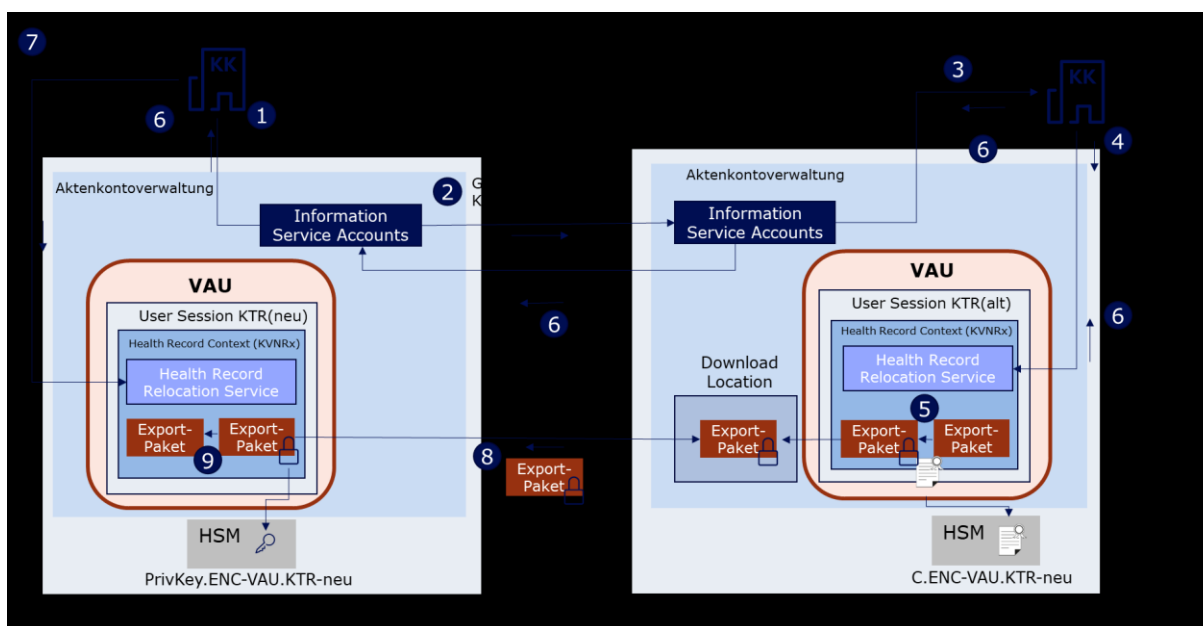 7
KK
6
1
3
KK
6
4
Aktenkontoverwaltung
2
G
K
Information
Service Accounts
Aktenkontoverwaltung
Information
Service Accounts
VAU
User Session KTR(neu)
Health Record Context (KVNRx)
Health Record
Relocation Service
Export-
Paket
Export-
Paket
9
6
VAU
User Session KTR(alt)
Health Record Context (KVNRx)
Health Record
Relocation Service
6
Download
Location
Export-
Paket
5
Export-
Paket
Export-
Paket
8
Export-
Paket
HSM
PrivKey.ENC-VAU.KTR-neu
HSM
C.ENC-VAU.KTR-neu